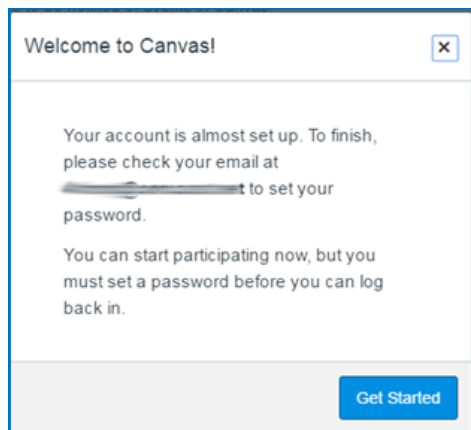 Welcome to Canvas!
Your account is almost set up. To finish,
please check your email at
to set your
password.
You can start participating now, but you
must set a password before you can log
back in.
Get Started